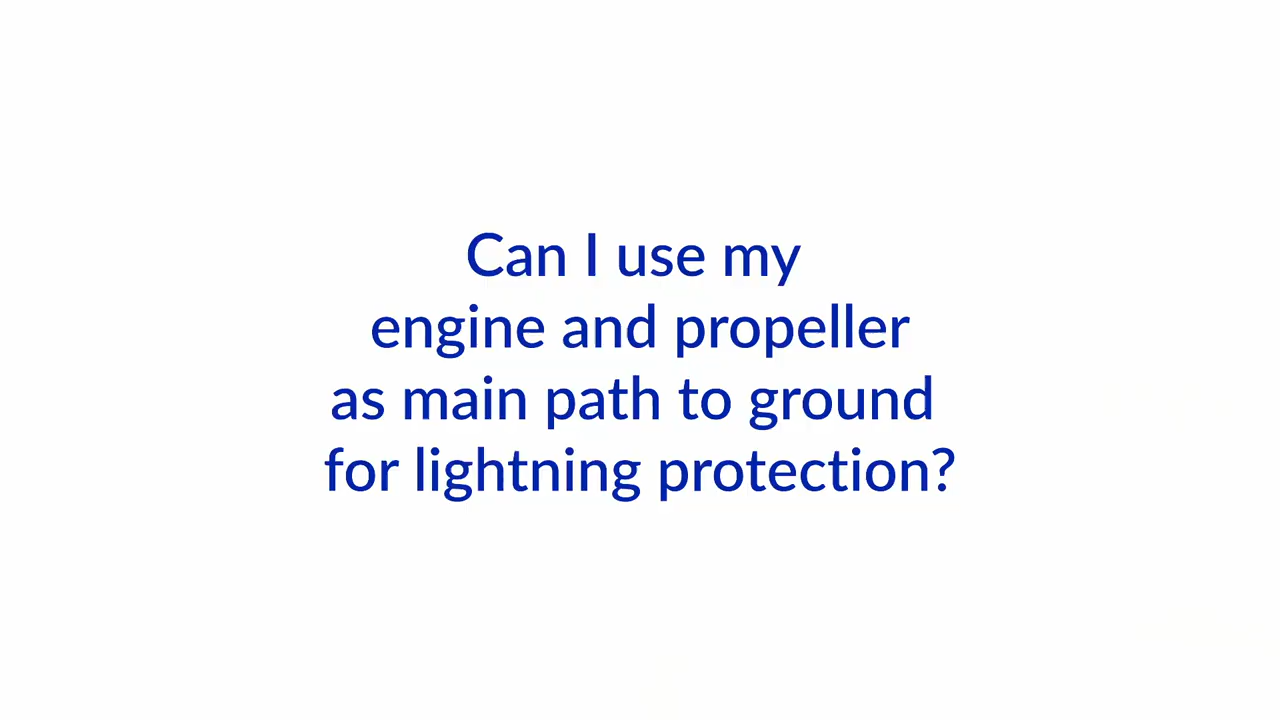 Can I use my
engine and propeller
as main path to ground
for lightning protection?